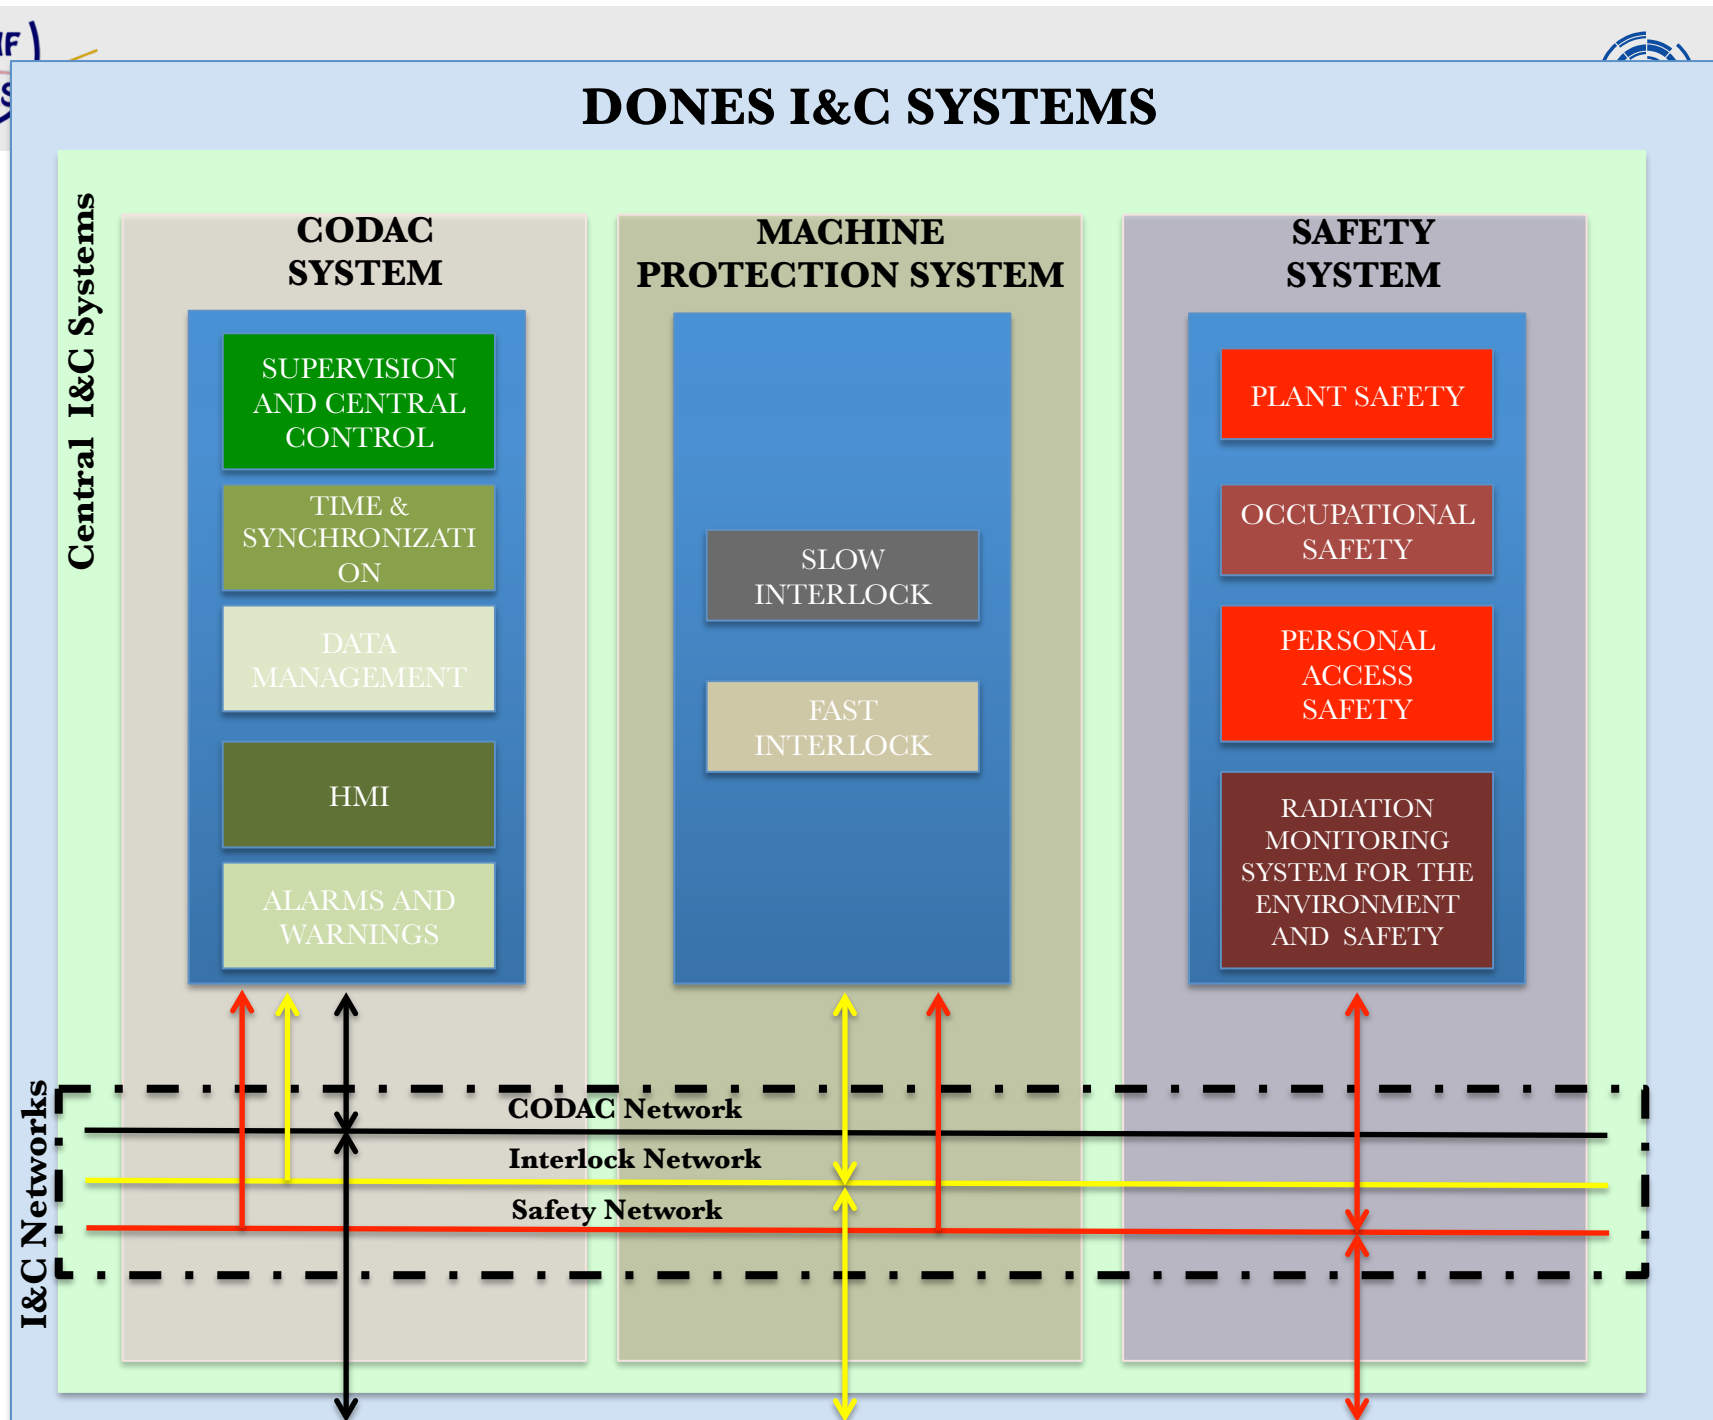 IF
S
DONES I&C SYSTEMS
Central I&C Systems
CODAC
SYSTEM
SUPERVISION
AND CENTRAL
CONTROL
TIME &
SYNCHRONIZATI
ON
DATA
MANAGEMENT
HMI
ALARMS AND
WARNINGS
MACHINE
PROTECTION SYSTEM
SLOW
INTERLOCK
FAST
INTERLOCK
SAFETY
SYSTEM
PLANT SAFETY
OCCUPATIONAL
SAFETY
PERSONAL
ACCESS
SAFETY
RADIATION
MONITORING
SYSTEM FOR THE
ENVIRONMENT
AND SAFETY
I&C Networks
CODAC Network
Interlock Network
Safety Network